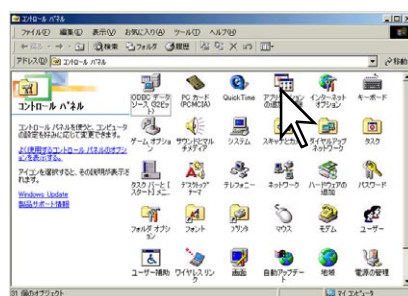 コントロール パネル
ファイル(F) 編集(E) 表示(V) お気に入り(A) ツール(T) ヘルプ(H)
検索 フォルダ 履歴
アドレス(D) コントロール パネル 移動
コントロール パネル
コントロール パネルを使うと、コンピュータ
の設定を好みに応じて変更できます。
よく使用するコントロール パネルのオプシ
ョンを表示する。
アイコンを選択すると、その説明が表示さ
れます。
Windows Update
製品サポート情報
ODBC データ
ソース (32ビッ
ト)
PC カード
(PCMCIA)
QuickTime
アプリケーション
の追加と削除
インターネット
オプション
キーボード
ゲーム オプショ
ン
サウンドとマル
チメディア
システム
スキャナとカメラ
ダイヤルアップ
ネットワーク
タスク
タスク バーと [
スタート] メニ...
デスクトップ
テーマ
テレフォニー
ネットワーク
ハードウェアの
追加
パスワード
フォルダ オプシ
ョン
フォント
プリンタ
マウス
モデム
ユーザー
ユーザー補助
ワイヤレス リン
ク
画面
自動アップデー
ト
地域
電源の管理
31 個のオブジェクト
マイ コンピュータ